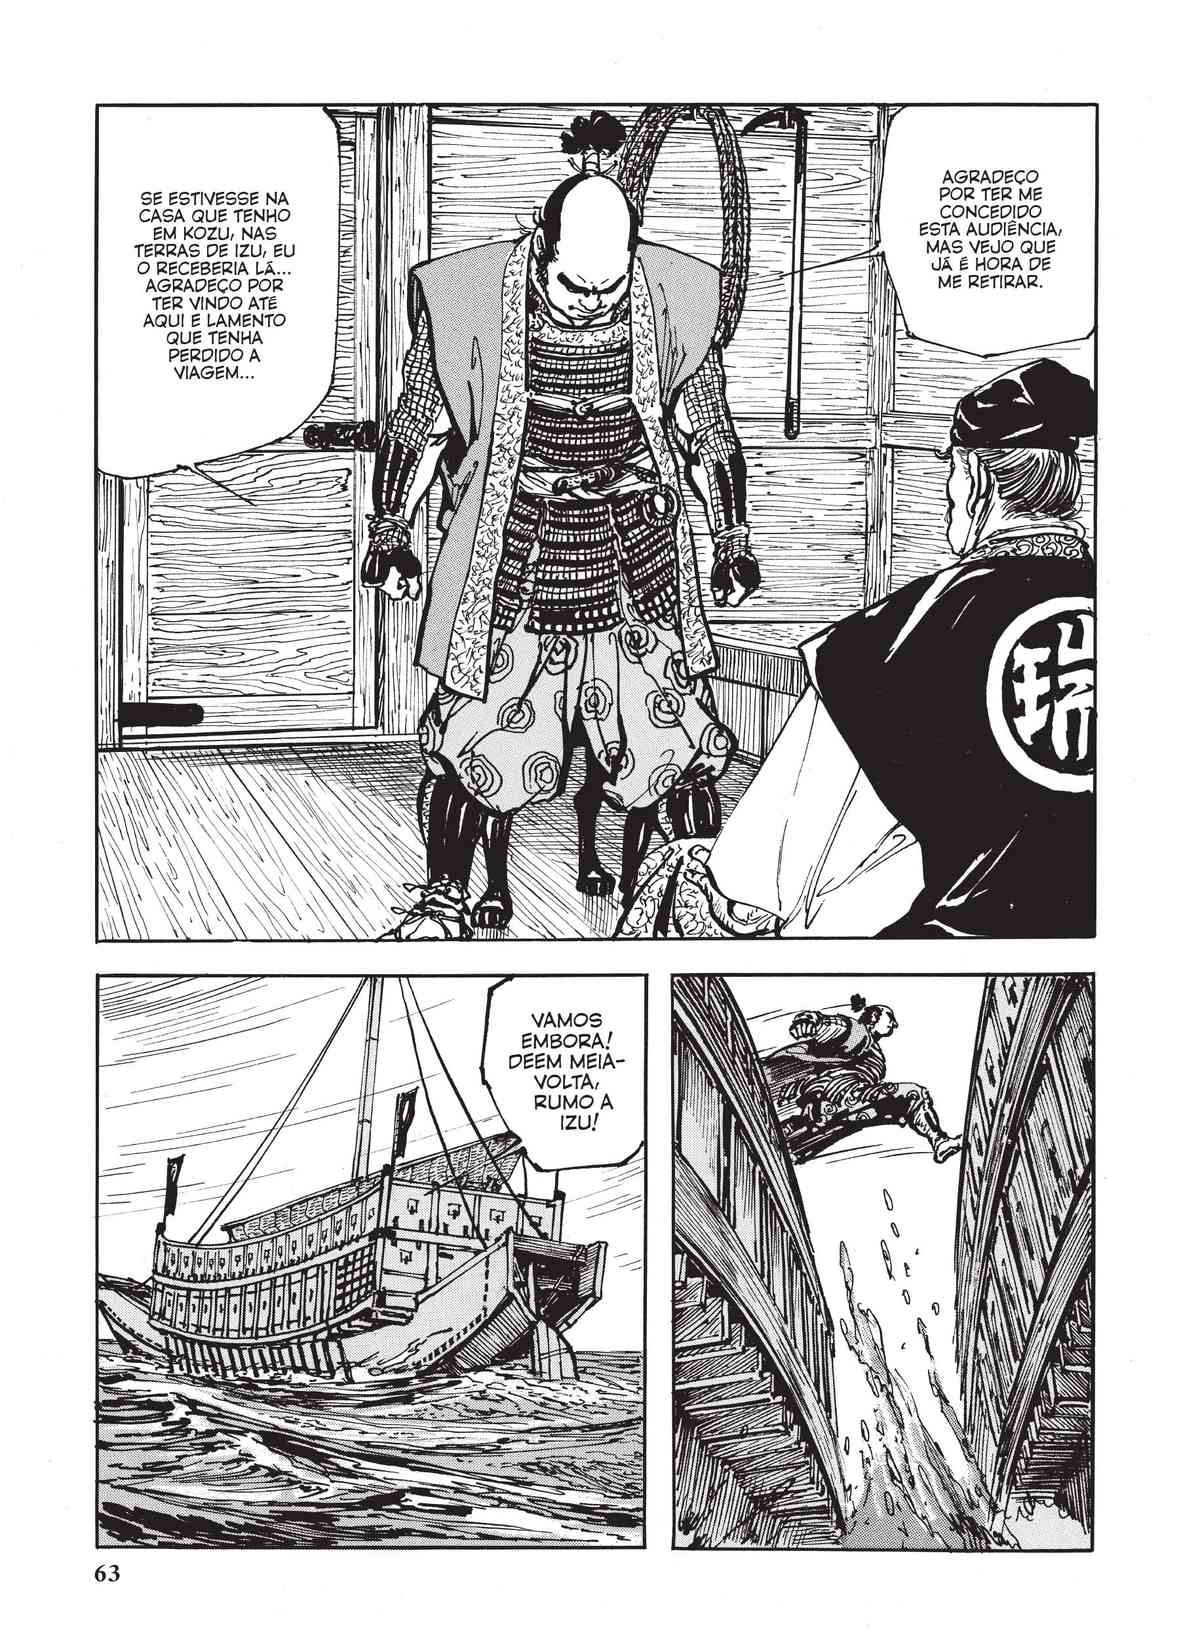 AGRADEÇO
POR TER ME
CONCEDIDO
ESTA AUDIÊNCIA,
MAS VEJO QUE
JÁ É HORA DE
ME RETIRAR.
SE ESTIVESSE NA
CASA QUE TENHO
EM KOZU, NAS
TERRAS DE IZU, EU
O RECEBERIA LÁ...
AGRADEÇO POR
TER VINDO ATÉ
AQUI E LAMENTO
QUE TENHA
PERDIDO A
VIAGEM...
瑞
VAMOS
EMBORA!
DEEM MEIA-
VOLTA,
RUMO A
IZU!
63